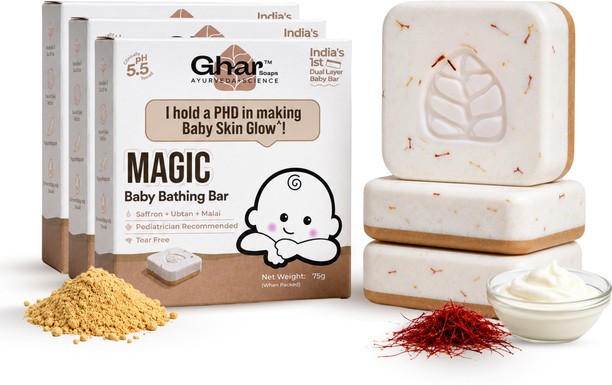 Clinically
pH
5.5
Tested
Ghar™
Soaps
AYURVEDA+SCIENCE
India's
1st
Dual Layer
Baby Bar
I hold a PHD in making
Baby Skin Glow^!
MAGIC
Baby Bathing Bar
Saffron + Ubtan + Malai
Pediatrician Recommended
Tear Free
Net Weight: 75g
(When Packed)
India's
India's